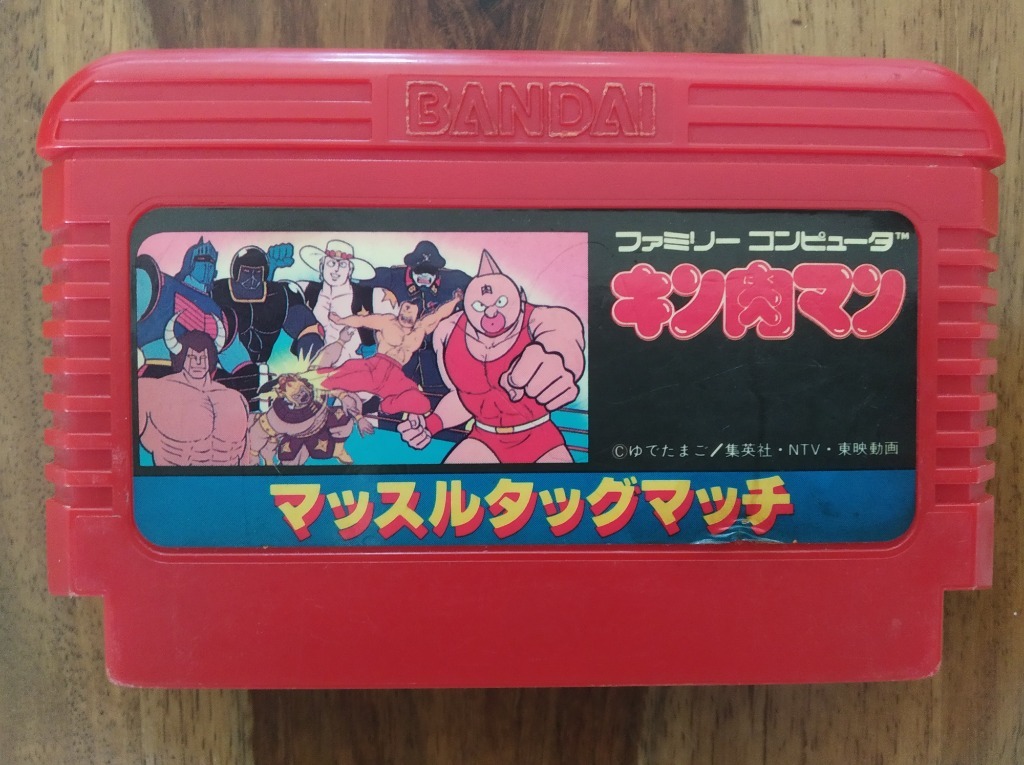 BANDAI
ファミリー コンピュータ™
キン肉マン
肉
©ゆでたまご/集英社・NTV・東映動画
マッスルタッグマッチ